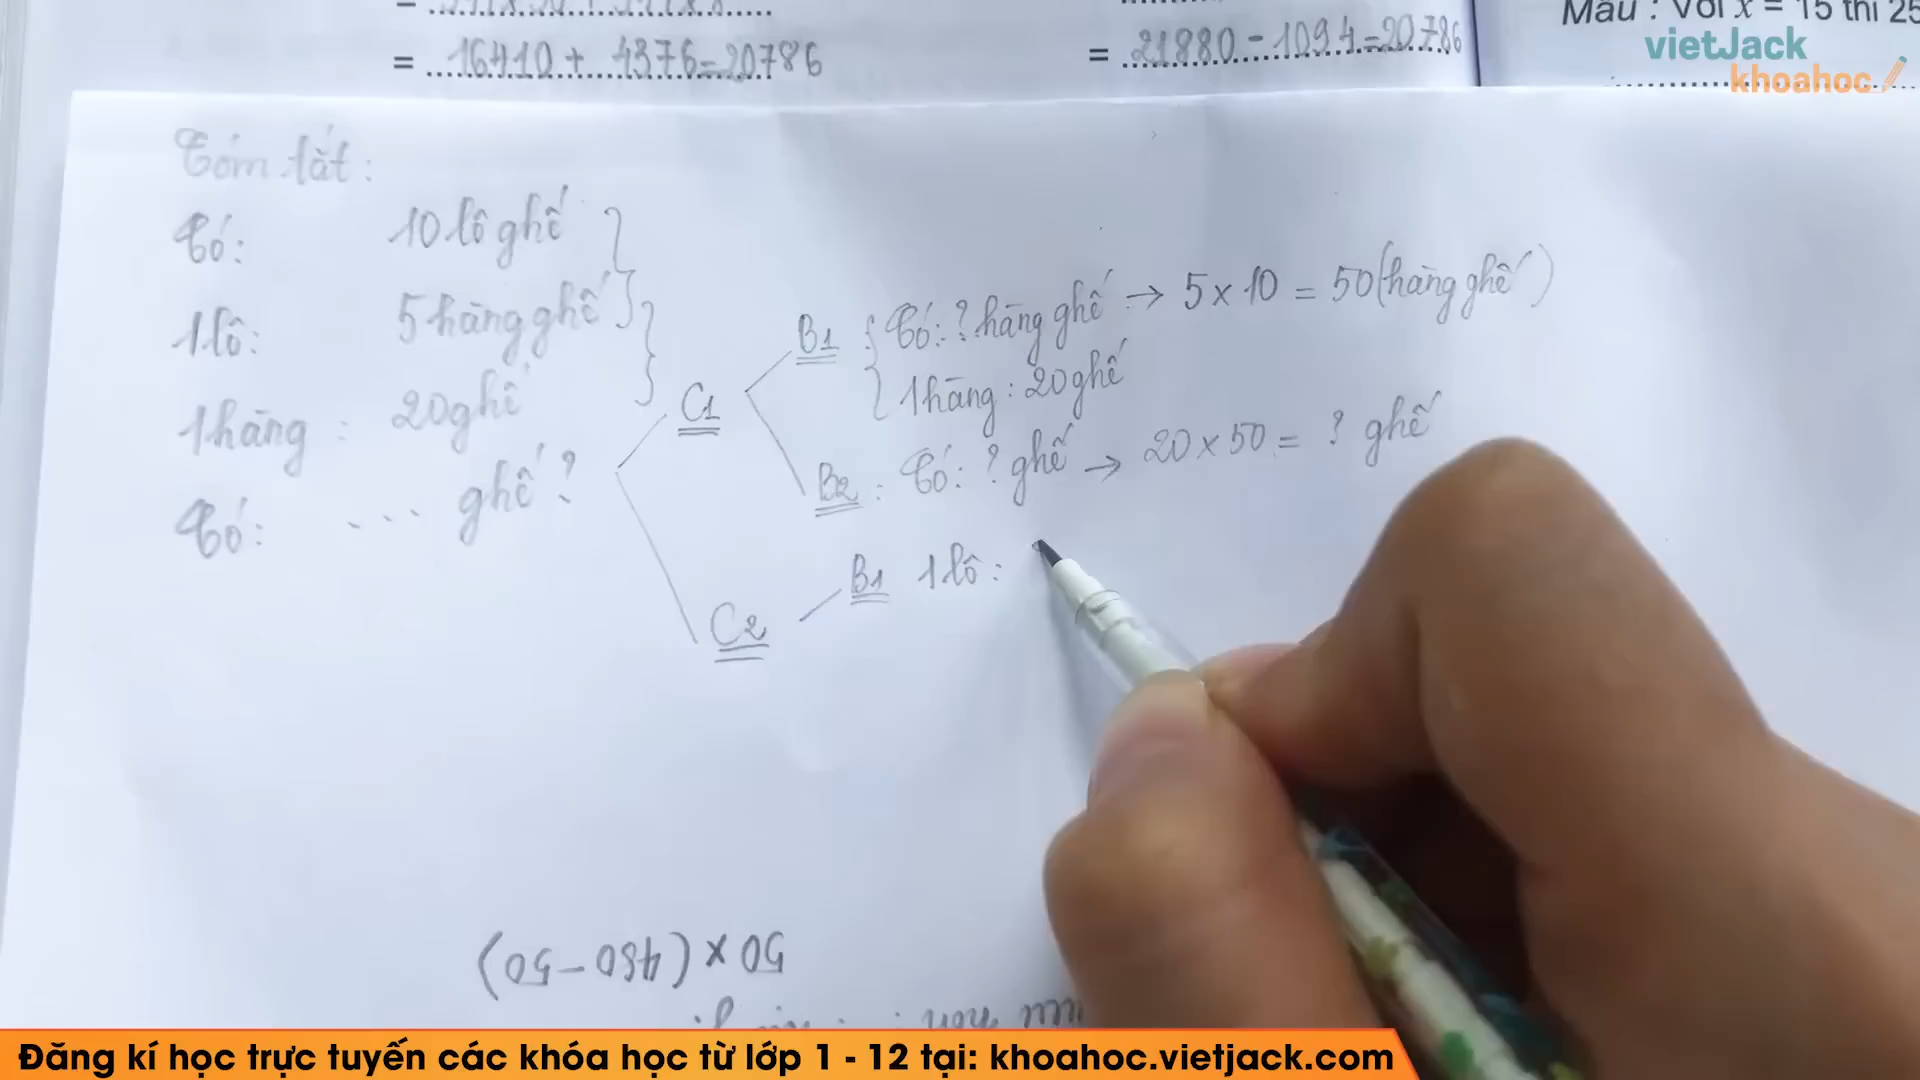 = 16410 + 4376 = 20786
= 21880 - 1094 = 20786
Mẫu : Với x = 15 thì 25
vietJack
khoahoc
Tóm tắt:
Có: 10 lô ghế
1 lô: 5 hàng ghế
1 hàng : 20 ghế
Có: ... ghế ?
C1
B1 Có: ? hàng ghế → 5 x 10 = 50 (hàng ghế)
1 hàng : 20 ghế
B2 : Có: ? ghế → 20 x 50 = ? ghế
C2
B1 1 lô:
50 x (450 - 50)
Đăng kí học trực tuyến các khóa học từ lớp 1 - 12 tại: khoahoc.vietjack.com